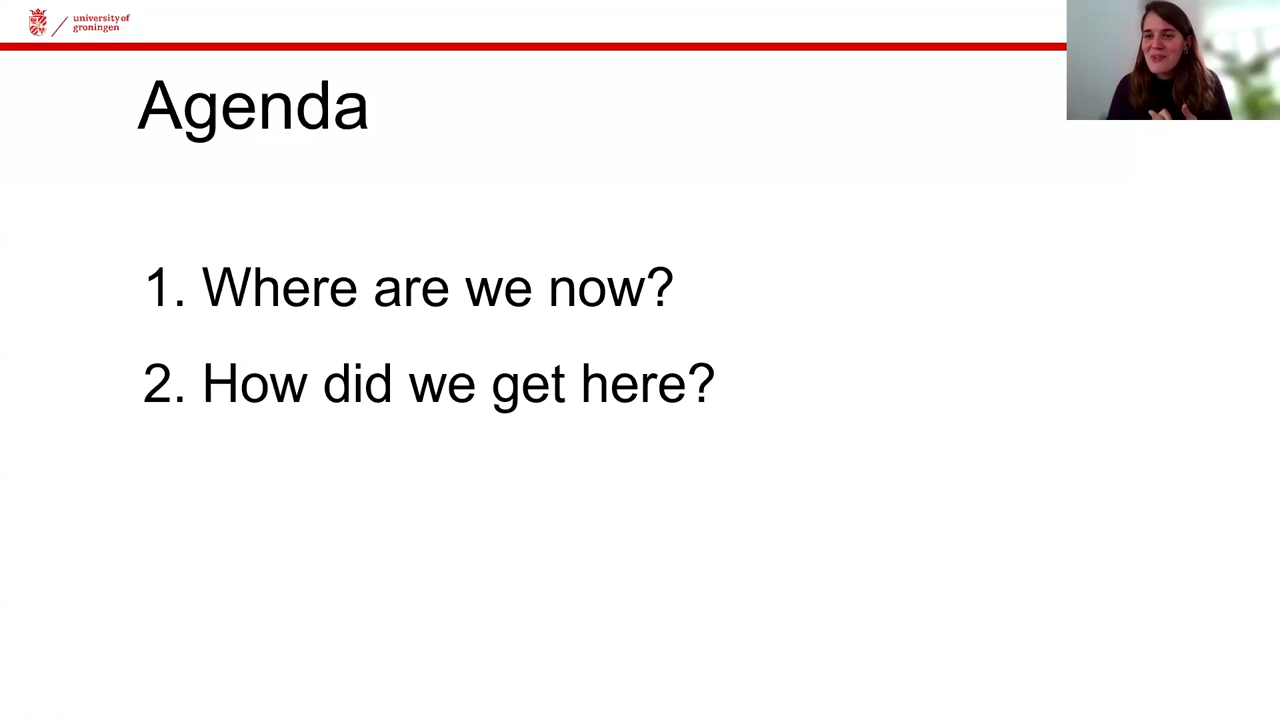 university of
groningen
Agenda
1. Where are we now?
2. How did we get here?